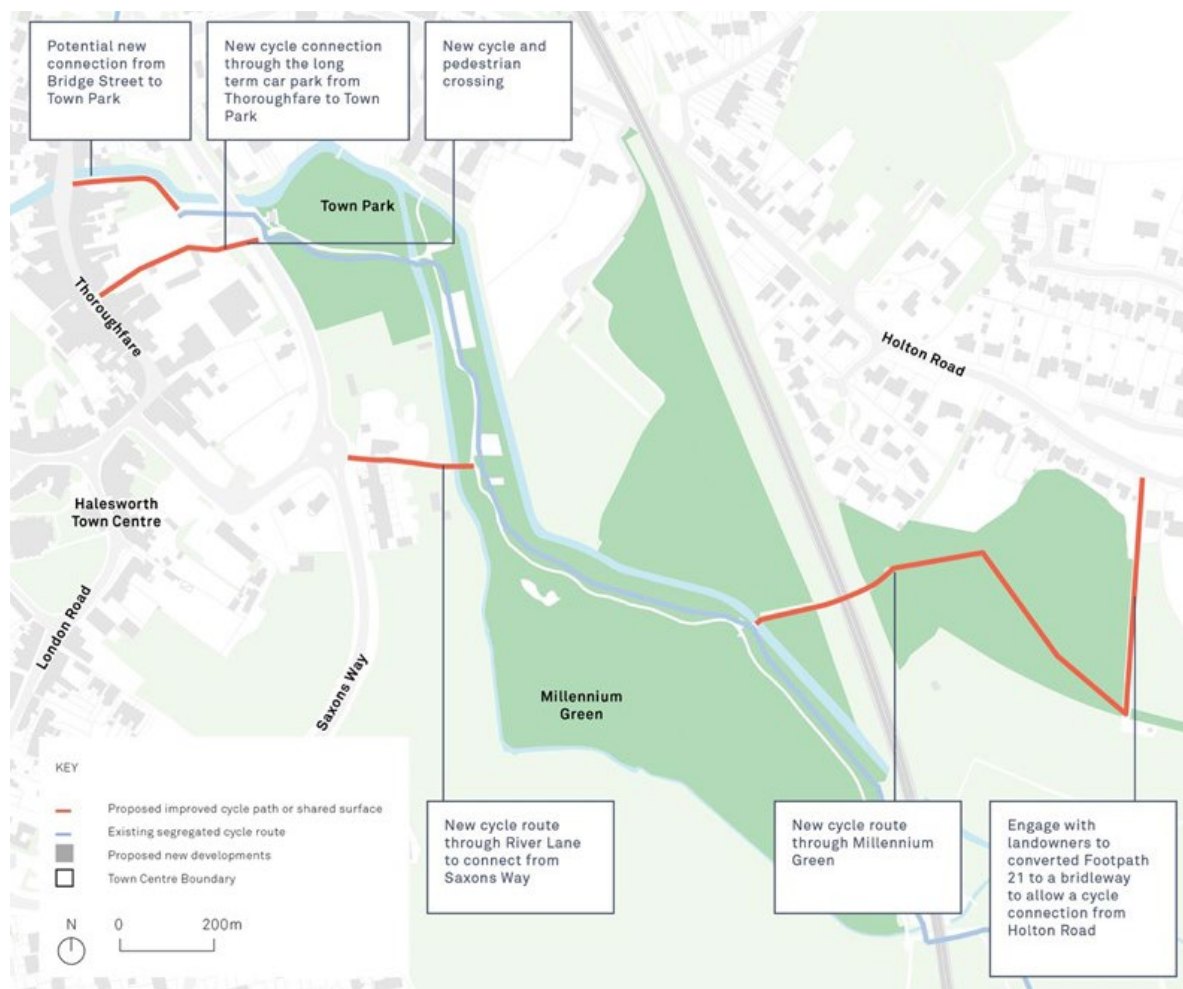 Potential new
connection from
Bridge Street to
Town Park
New cycle connection
through the long
term car park from
Thoroughfare to Town
Park
New cycle and
pedestrian
crossing
Town Park
Thoroughfare
Holton Road
Halesworth
Town Centre
London Road
Saxons Way
Millennium
Green
KEY
Proposed improved cycle path or shared surface
Existing segregated cycle route
Proposed new developments
Town Centre Boundary
N
0 200m
New cycle route
through River Lane
to connect from
Saxons Way
New cycle route
through Millennium
Green
Engage with
landowners to
converted Footpath
21 to a bridleway
to allow a cycle
connection from
Holton Road